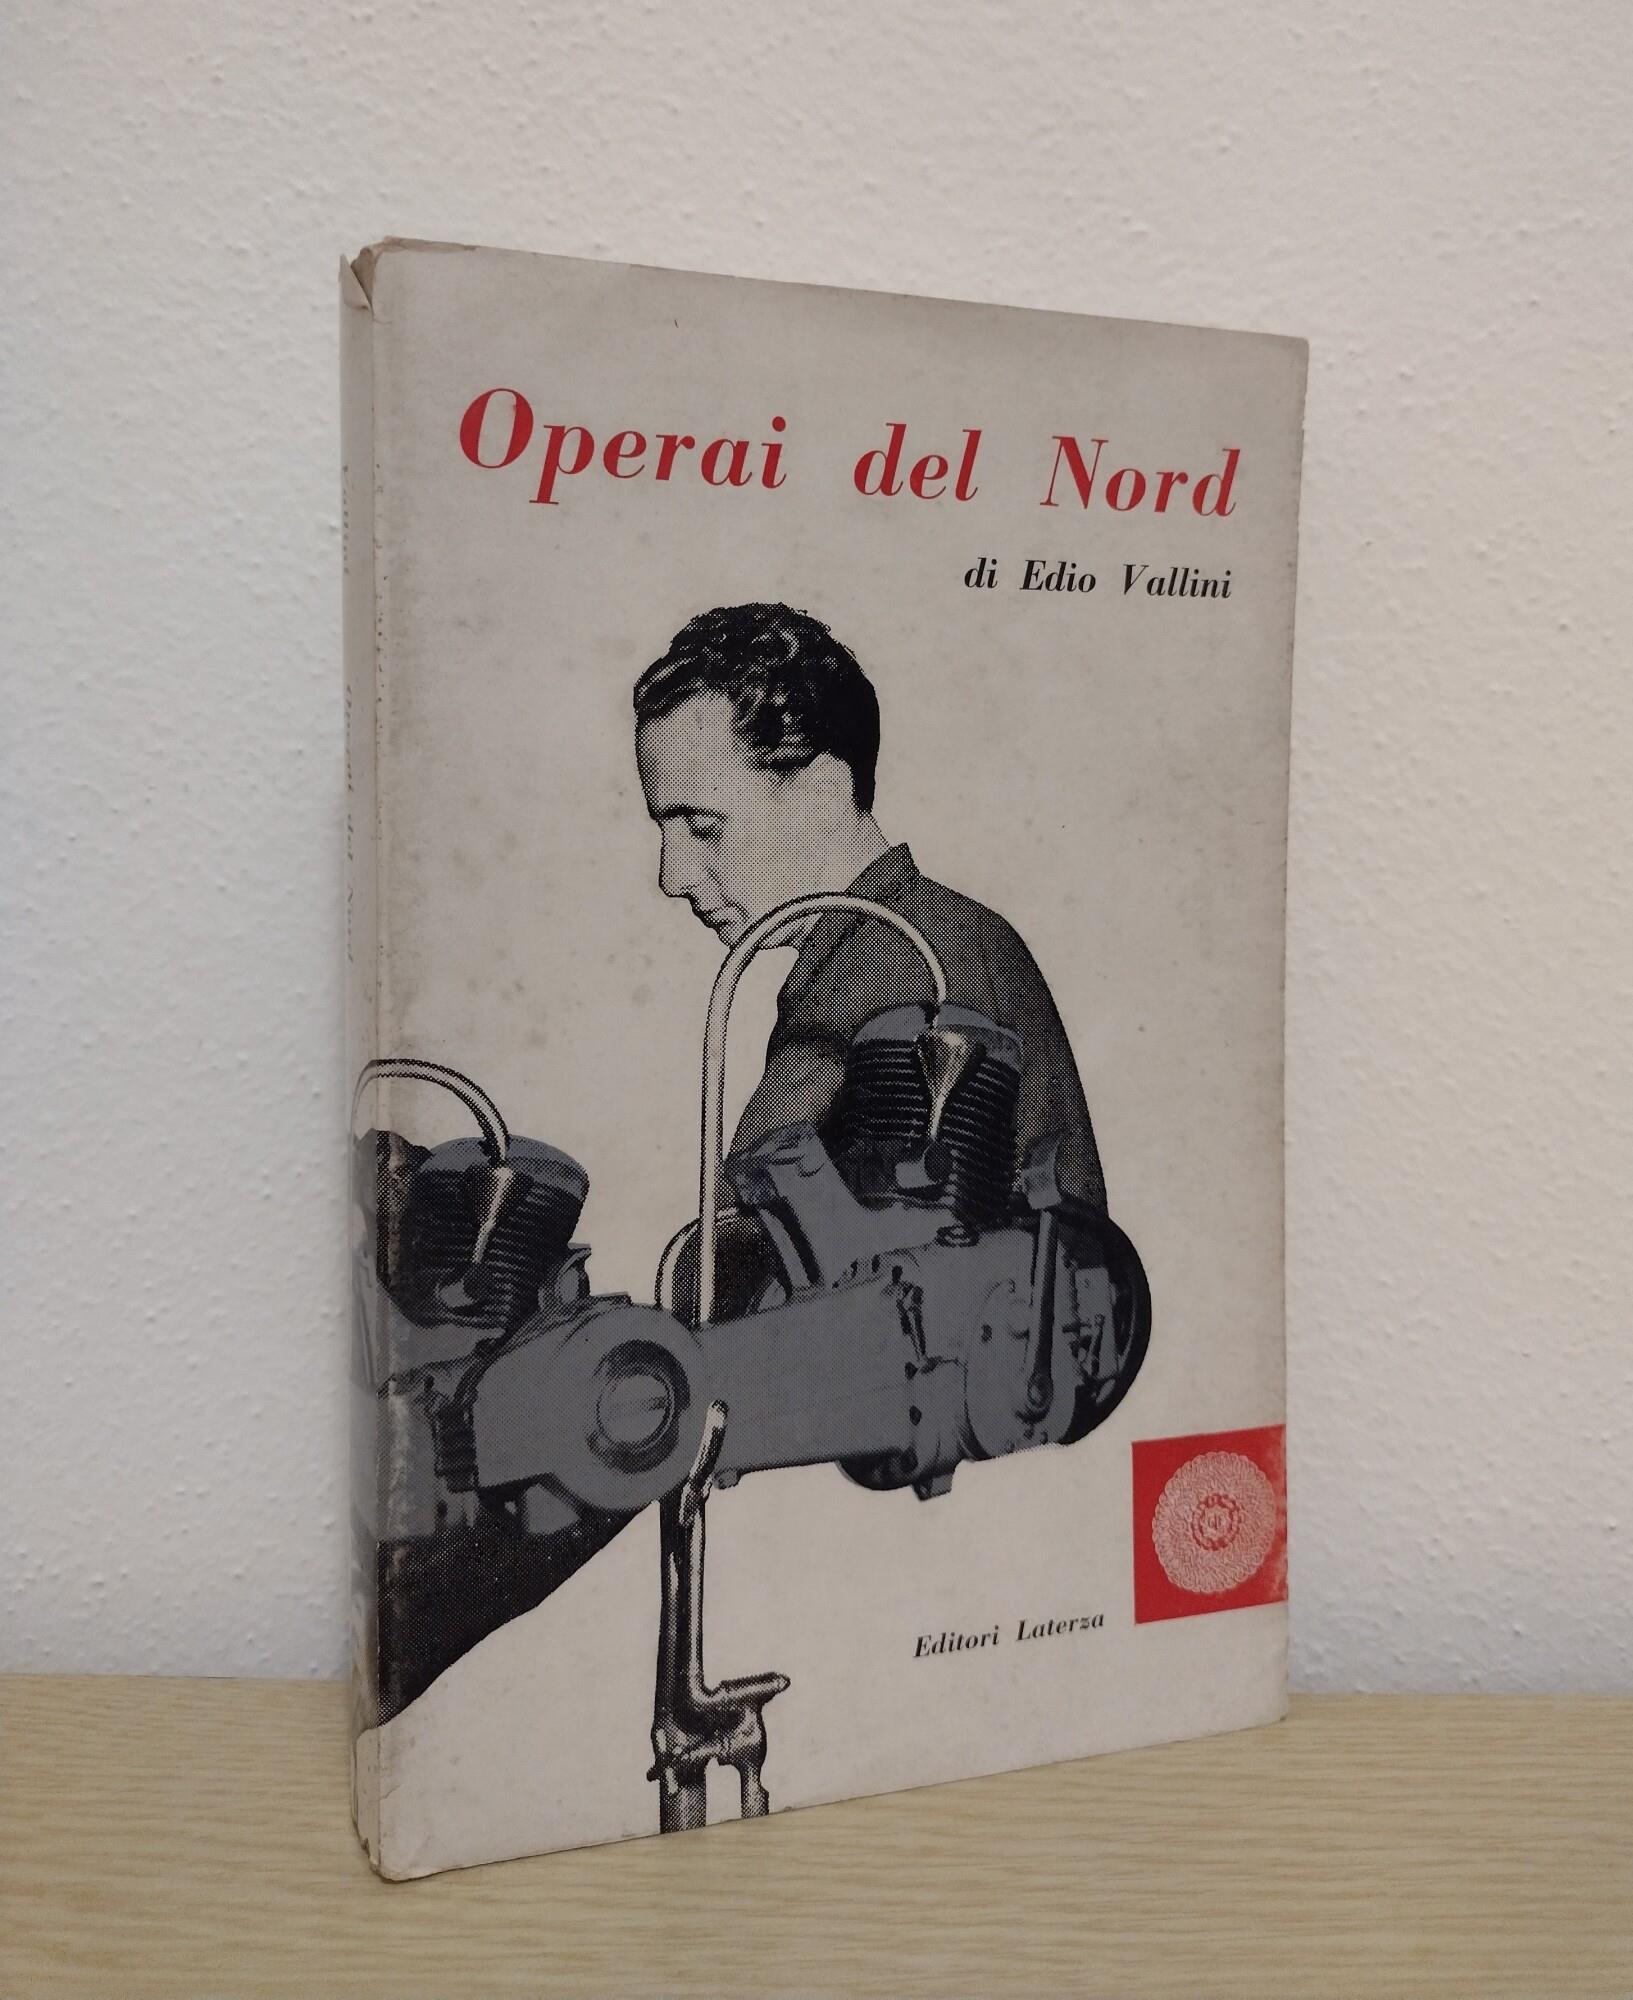 Operai del Nord
di Edio Vallini
Editori Laterza